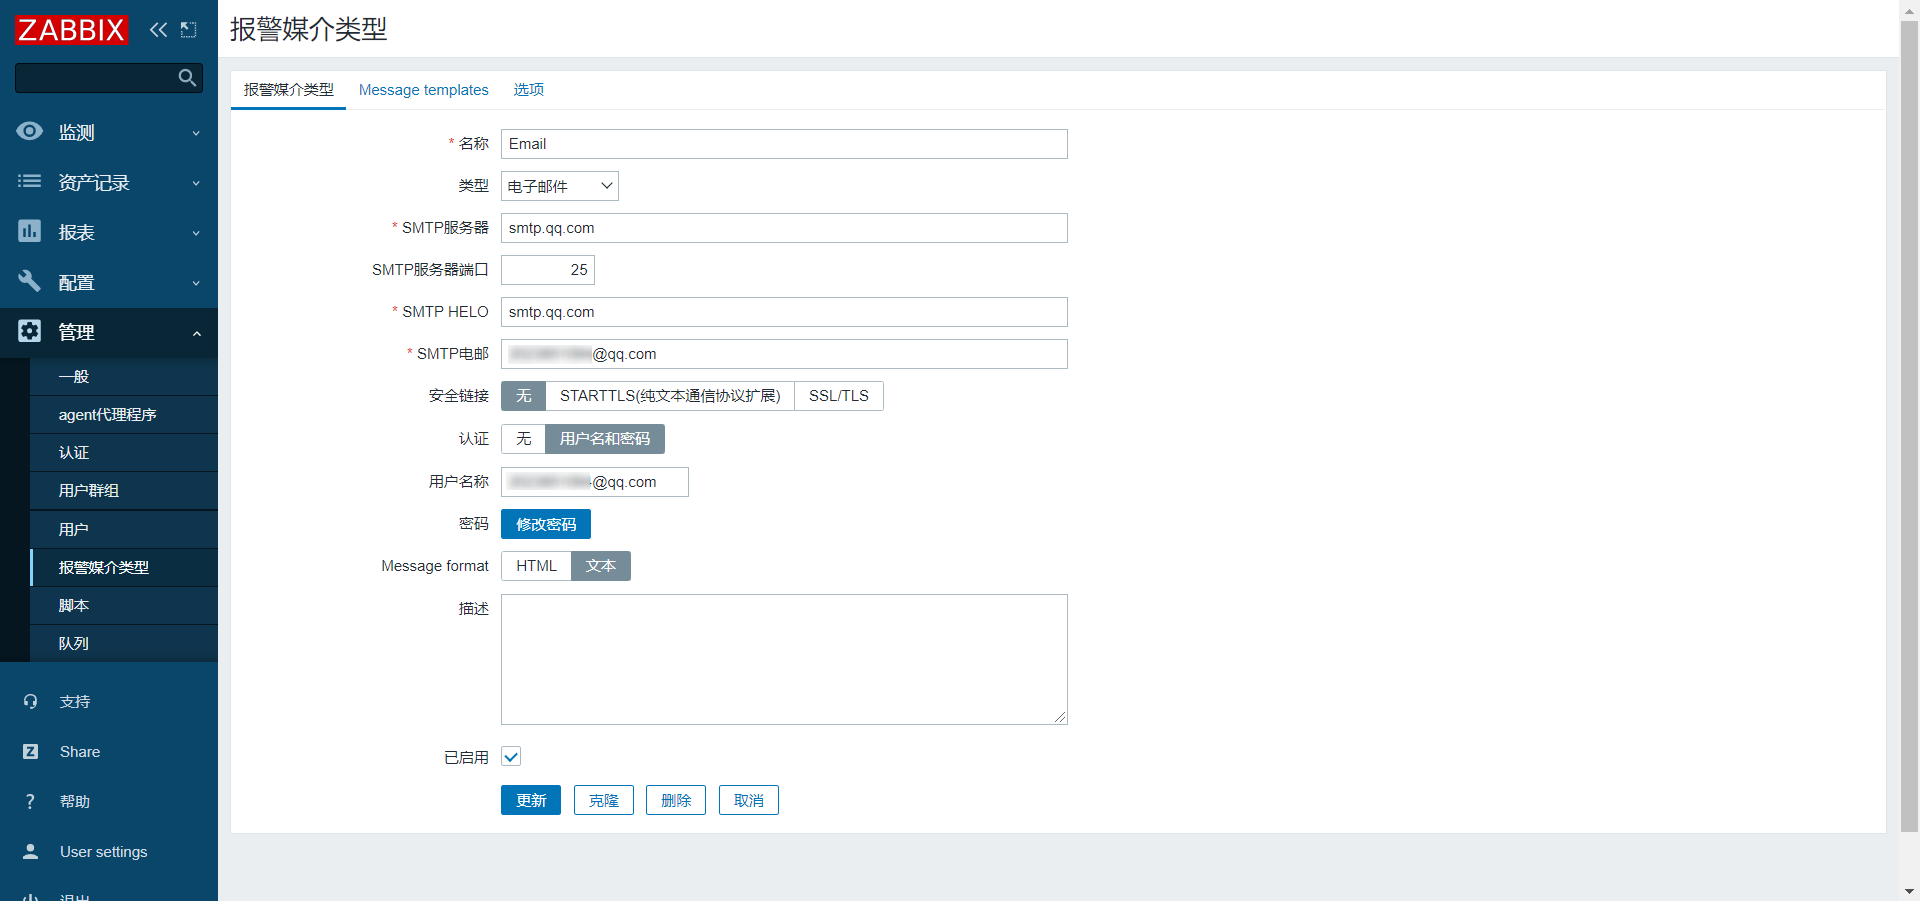 ZABBIX
监测
资产记录
报表
配置
管理
一般
agent代理程序
认证
用户群组
用户
报警媒介类型
脚本
队列
支持
Share
帮助
User settings
退出
报警媒介类型
报警媒介类型 Message templates 选项
* 名称 Email
类型 电子邮件
* SMTP服务器 smtp.qq.com
SMTP服务器端口 25
* SMTP HELO smtp.qq.com
* SMTP电邮 @qq.com
安全链接 无 STARTTLS(纯文本通信协议扩展) SSL/TLS
认证 无 用户名和密码
用户名称 @qq.com
密码 修改密码
Message format HTML 文本
描述
已启用
更新 克隆 删除 取消